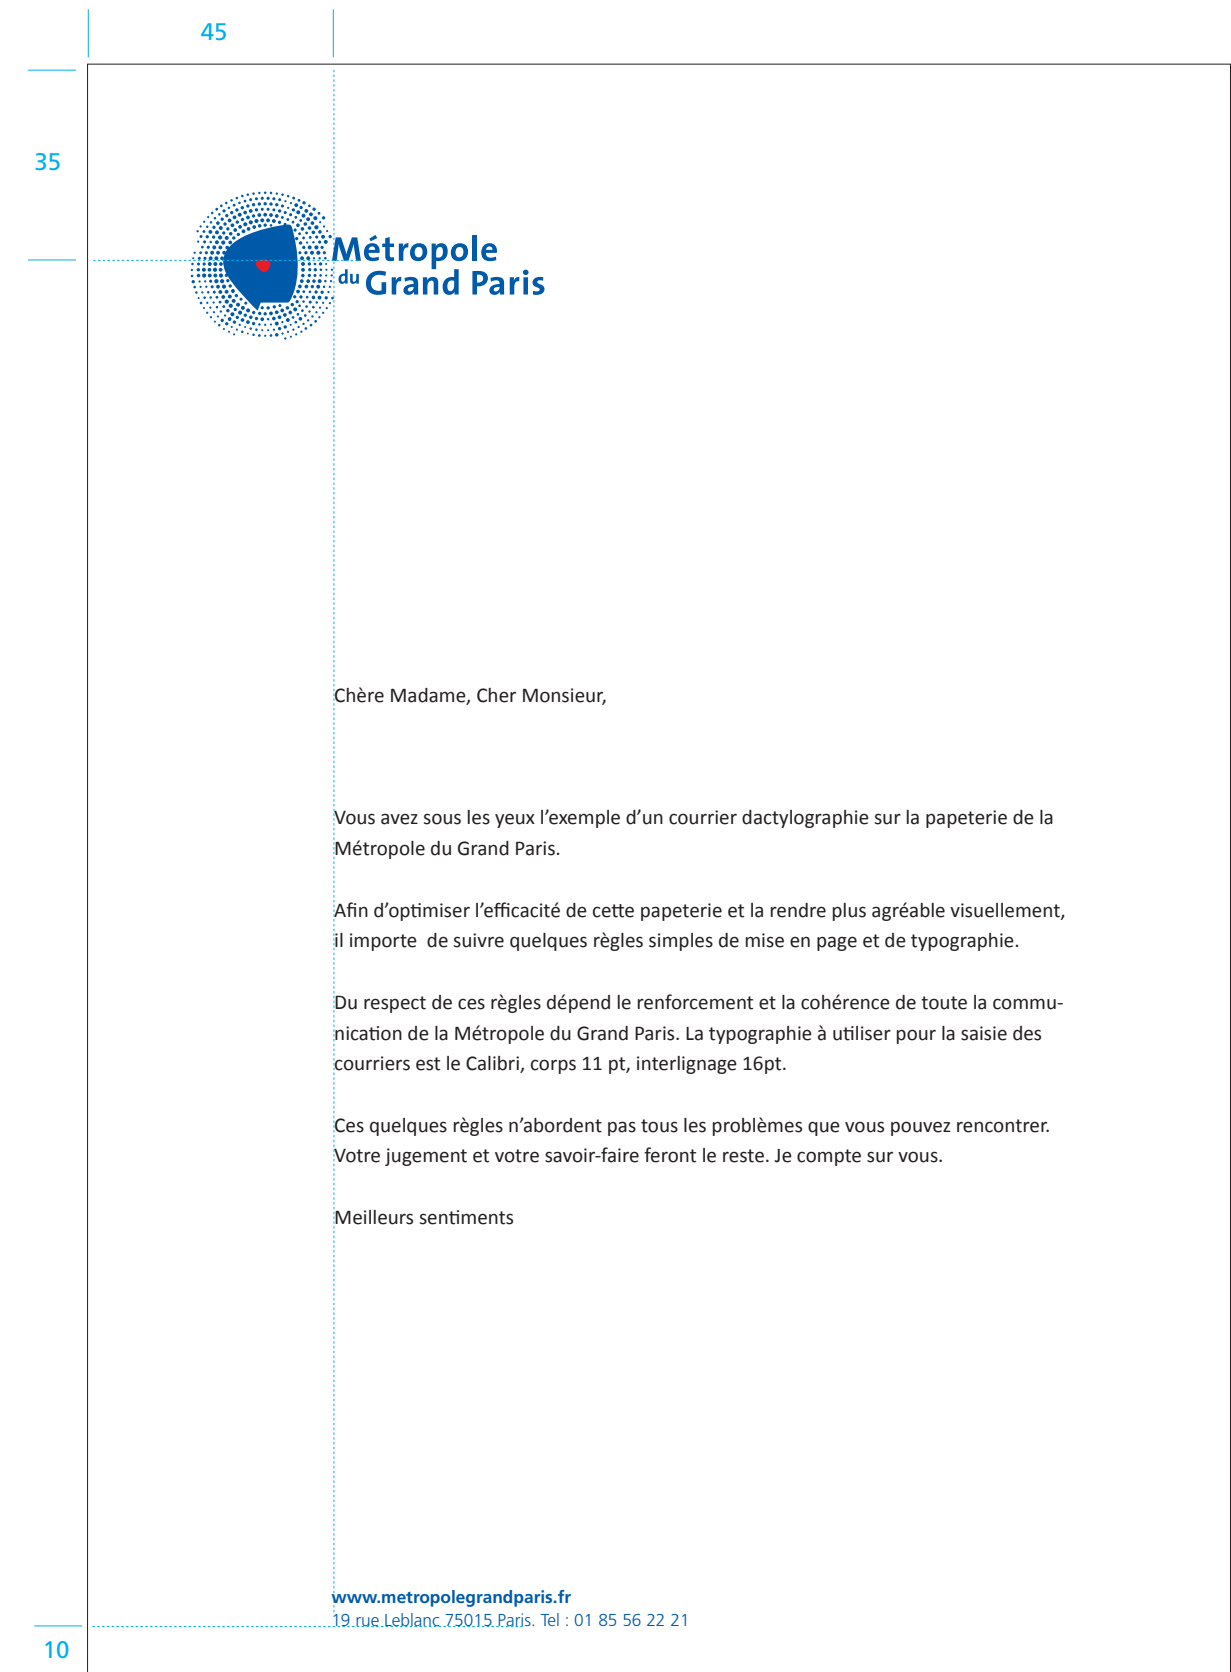 45
35
Métropole
du Grand Paris
Chère Madame, Cher Monsieur,
Vous avez sous les yeux l’exemple d’un courrier dactylographie sur la papeterie de la
Métropole du Grand Paris.
Afin d’optimiser l’efficacité de cette papeterie et la rendre plus agréable visuellement,
il importe  de suivre quelques règles simples de mise en page et de typographie.
Du respect de ces règles dépend le renforcement et la cohérence de toute la commu-
nication de la Métropole du Grand Paris. La typographie à utiliser pour la saisie des
courriers est le Calibri, corps 11 pt, interlignage 16pt.
Ces quelques règles n’abordent pas tous les problèmes que vous pouvez rencontrer.
Votre jugement et votre savoir-faire feront le reste. Je compte sur vous.
Meilleurs sentiments
www.metropolegrandparis.fr
19 rue Leblanc 75015 Paris. Tel : 01 85 56 22 21
10